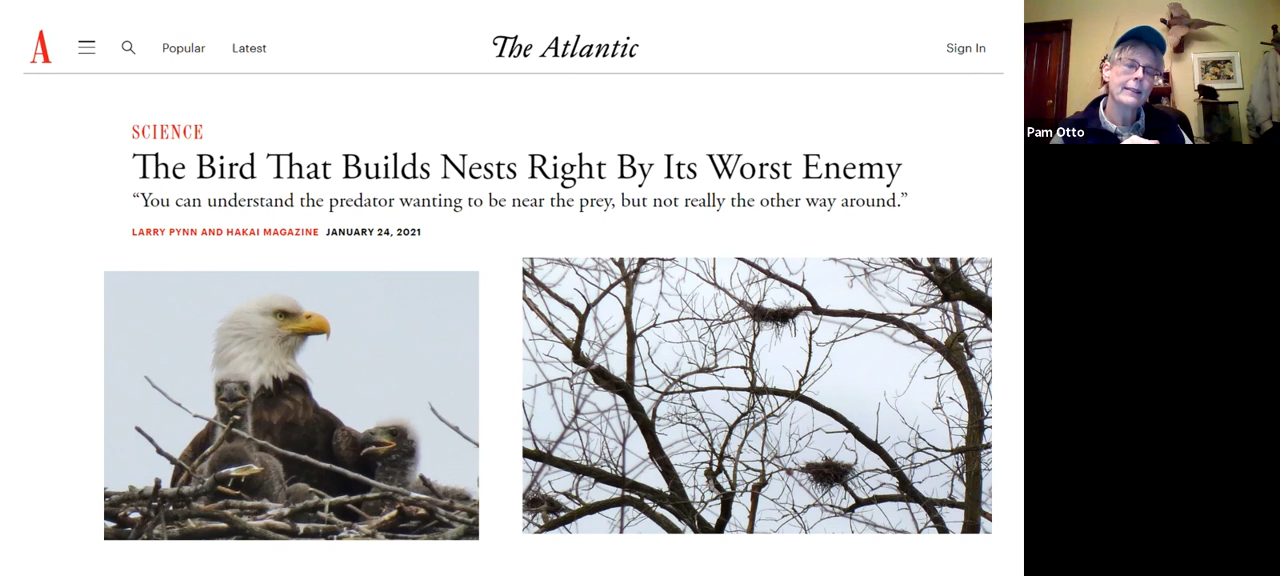 A
Popular
Latest
The Atlantic
Sign In
SCIENCE
The Bird That Builds Nests Right By Its Worst Enemy
“You can understand the predator wanting to be near the prey, but not really the other way around.”
LARRY PYNN AND HAKAI MAGAZINE JANUARY 24, 2021
Pam Otto